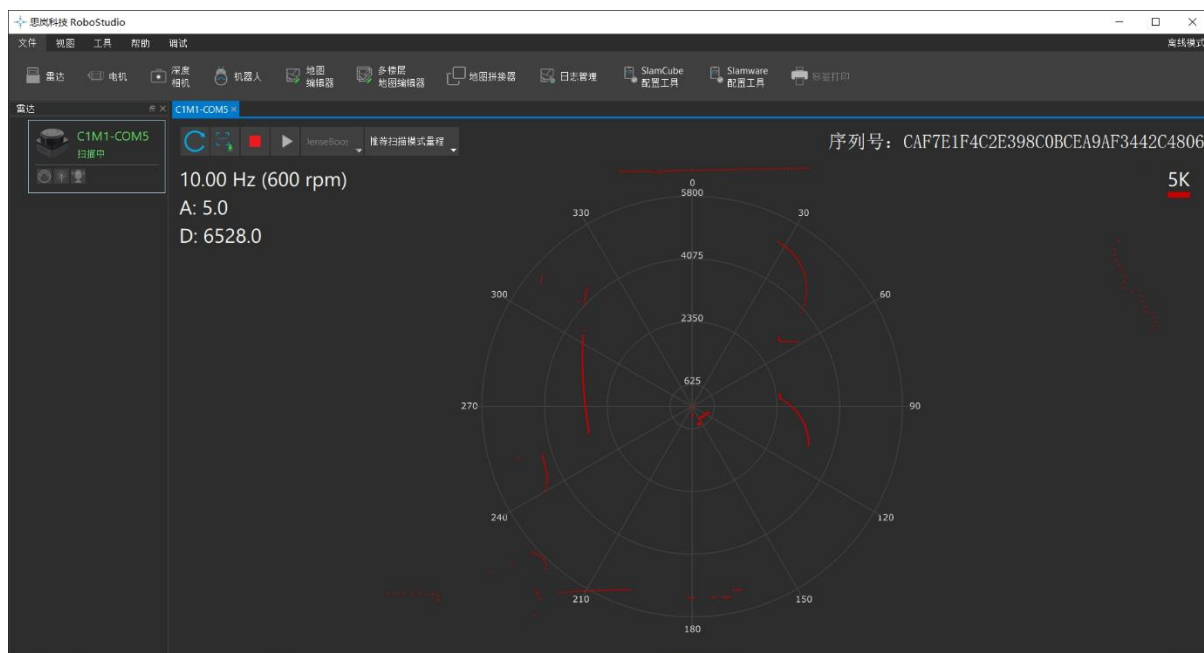 思岚科技 RoboStudio
文件 视图 工具 帮助 调试 离线模式
雷达 电机 深度相机 机器人 地图编辑器 多楼层地图编辑器 地图拼接器 日志管理 SlamCube配置工具 Slamware配置工具 标签打印
雷达 C1M1-COM5
C1M1-COM5
扫描中
DenseBoos 推荐扫描模式量程
序列号: CAF7E1F4C2E398C0BCEA9AF3442C4806
10.00 Hz (600 rpm)
A: 5.0
D: 6528.0
5K
0
5800
330 30
4075
300 60
2350
625
270 90
240 120
210 150
180